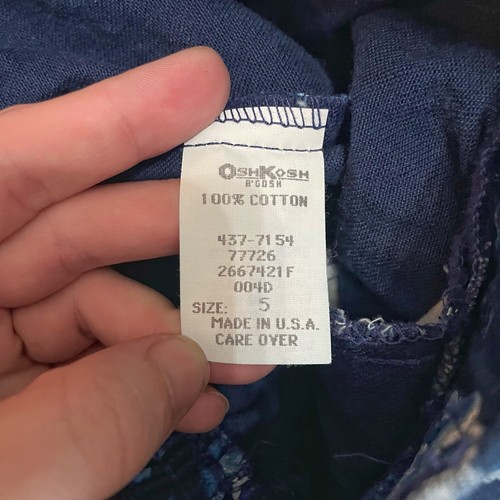 OSHKOSH
B'GOSH
100% COTTON
437-7154
77726
2667421F
004D
SIZE: 5
MADE IN U.S.A.
CARE OVER